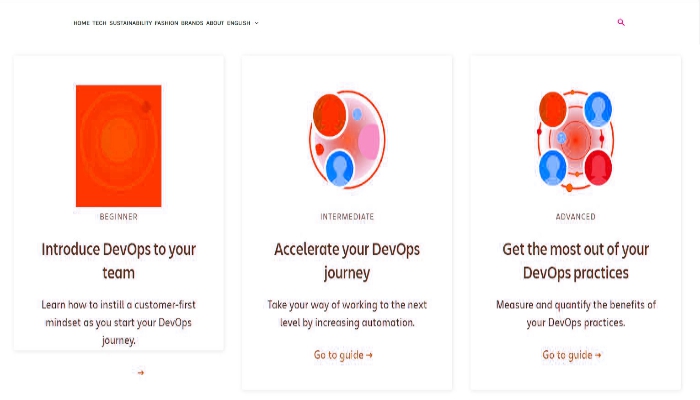 HOME TECH SUSTAINABILITY FASHION BRANDS ABOUT ENGLISH
BEGINNER
Introduce DevOps to your
team
Learn how to instill a customer-first
mindset as you start your DevOps
journey.
→
INTERMEDIATE
Accelerate your DevOps
journey
Take your way of working to the next
level by increasing automation.
Go to guide →
ADVANCED
Get the most out of your
DevOps practices
Measure and quantify the benefits of
your DevOps practices.
Go to guide →